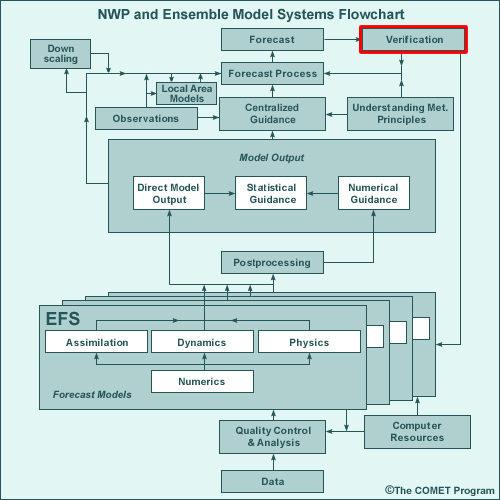 NWP and Ensemble Model Systems Flowchart
Forecast
Verification
Down
scaling
Forecast Process
Local Area
Models
Observations
Centralized
Guidance
Understanding Met.
Principles
Model Output
Direct Model
Output
Statistical
Guidance
Numerical
Guidance
Postprocessing
EFS
Assimilation
Dynamics
Physics
Numerics
Forecast Models
Quality Control
& Analysis
Computer
Resources
Data
©The COMET Program